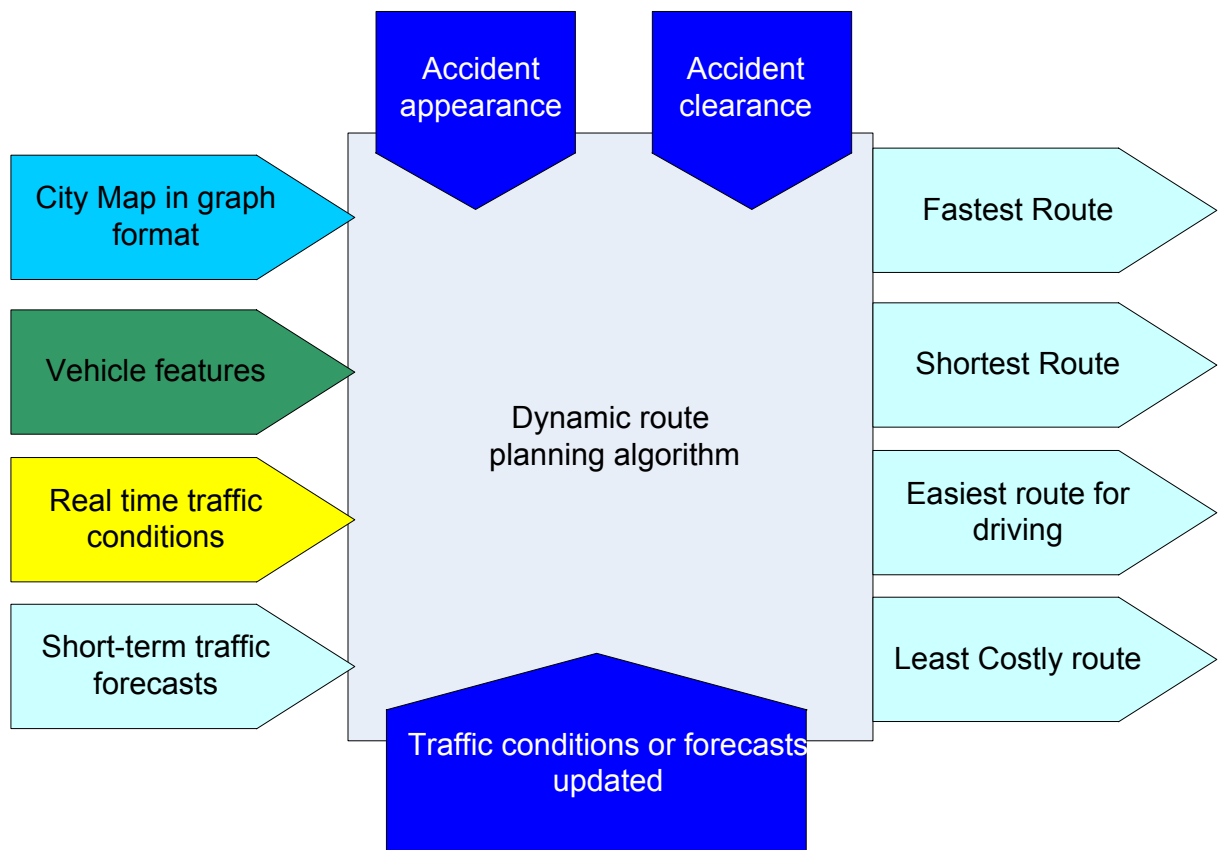 Accident
appearance
Accident
clearance
City Map in graph
format
Vehicle features
Real time traffic
conditions
Short-term traffic
forecasts
Dynamic route
planning algorithm
Fastest Route
Shortest Route
Easiest route for
driving
Least Costly route
Traffic conditions or forecasts
updated